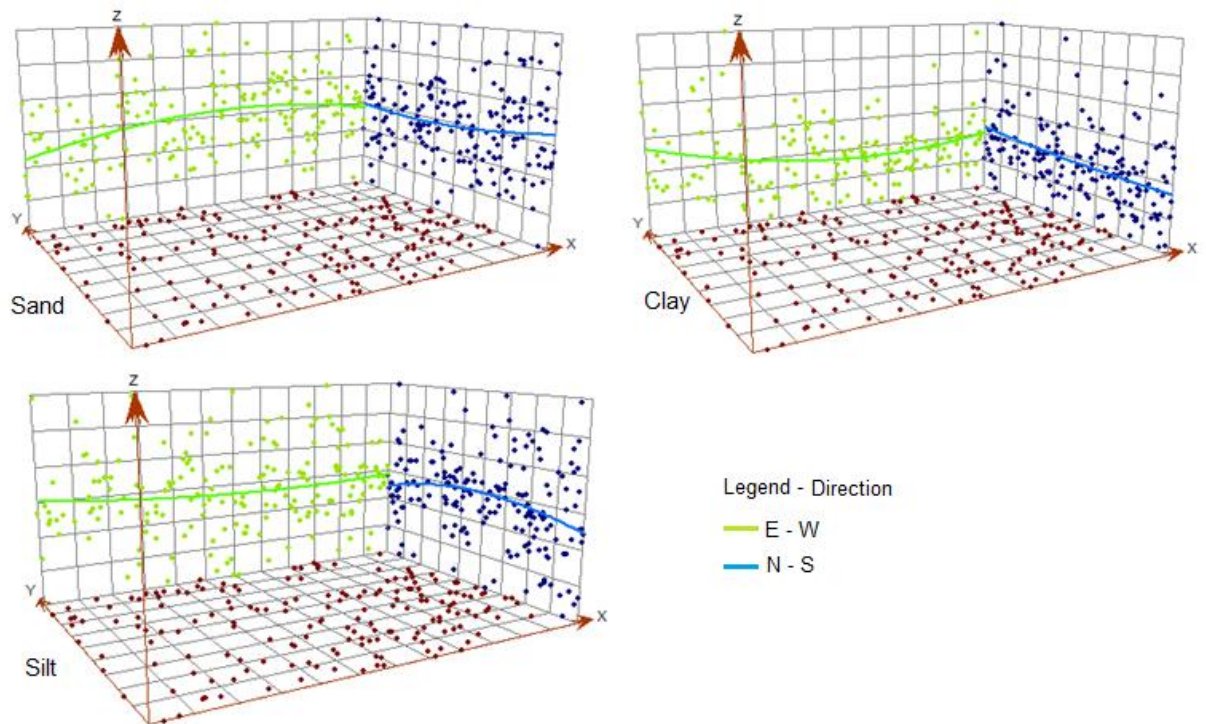 Z
Y
X
Sand
Z
Y
X
Clay
Z
Y
X
Silt
Legend - Direction
E - W
N - S